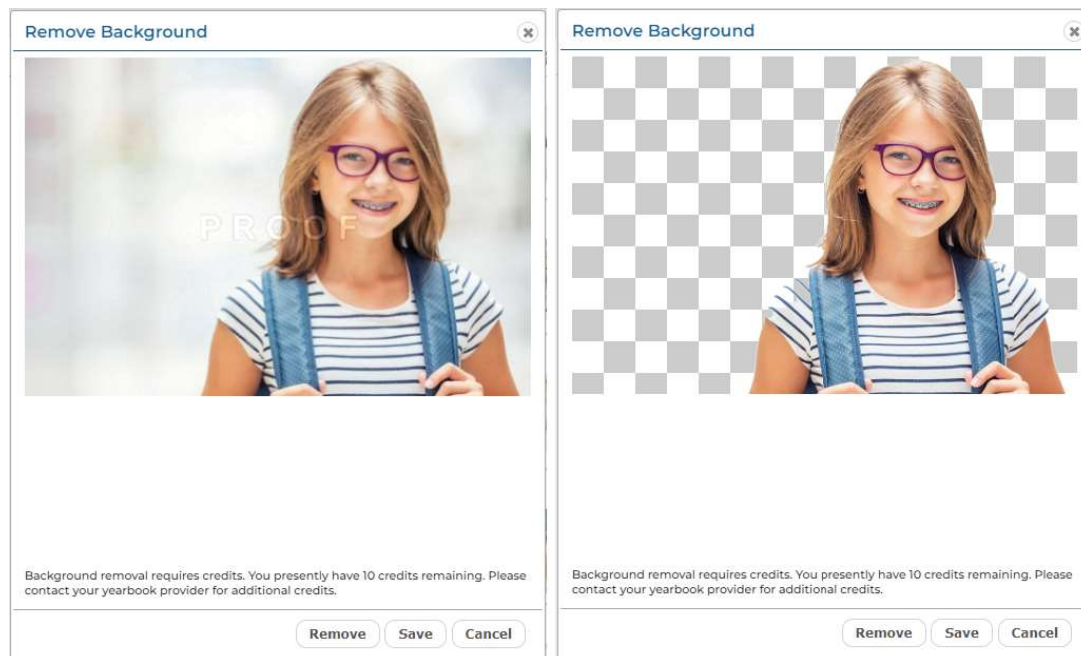 Remove Background
PROOF
Background removal requires credits. You presently have 10 credits remaining. Please
contact your yearbook provider for additional credits.
Remove Save Cancel
Remove Background
Background removal requires credits. You presently have 10 credits remaining. Please
contact your yearbook provider for additional credits.
Remove Save Cancel